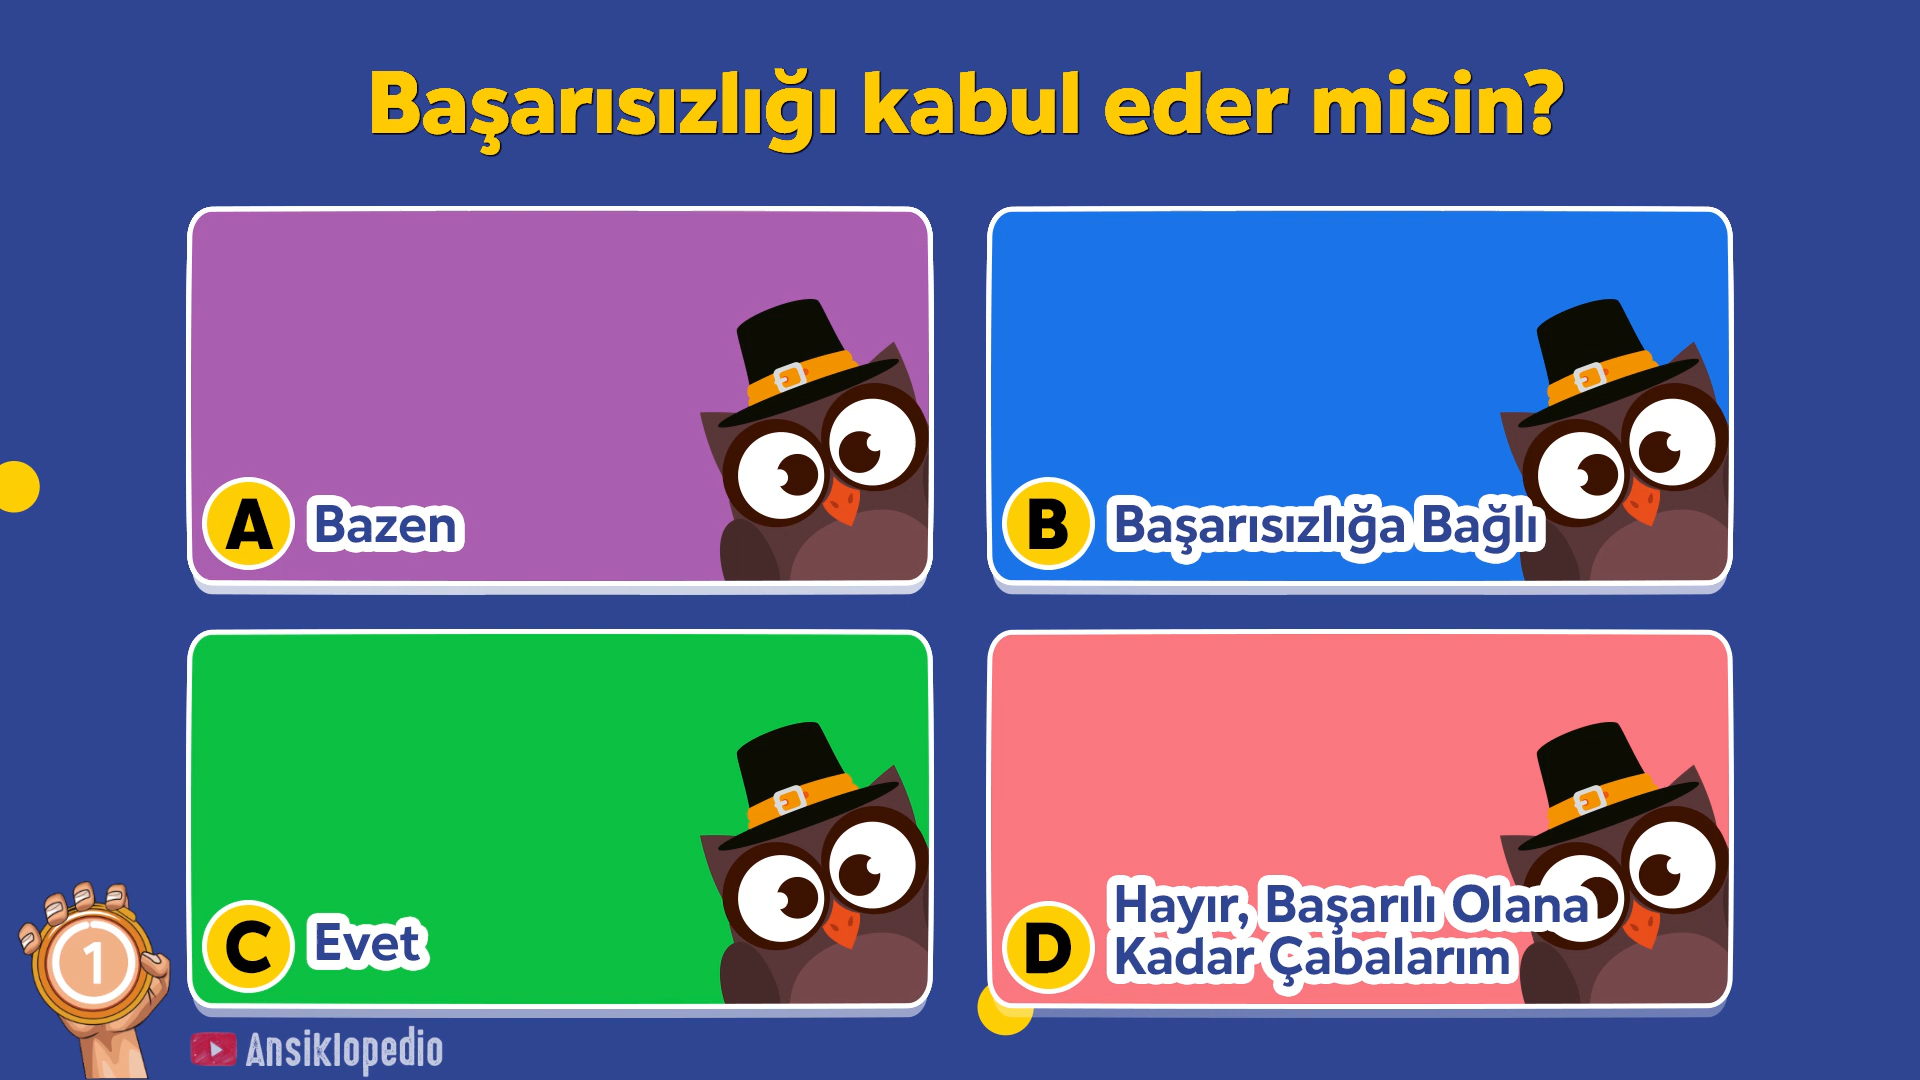 Başarısızlığı kabul eder misin?
A Bazen
B Başarısızlığa Bağlı
C Evet
D Hayır, Başarılı Olana
Kadar Çabalarım
1
Ansiklopedio